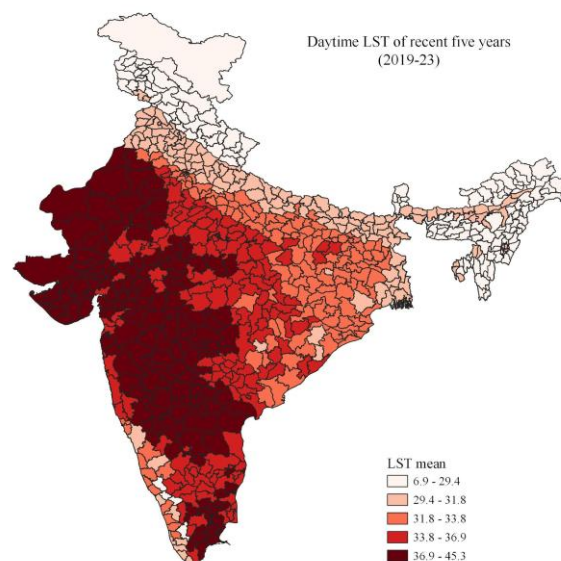 Daytime LST of recent five years
(2019-23)
LST mean
6.9 - 29.4
29.4 - 31.8
31.8 - 33.8
33.8 - 36.9
36.9 - 45.3